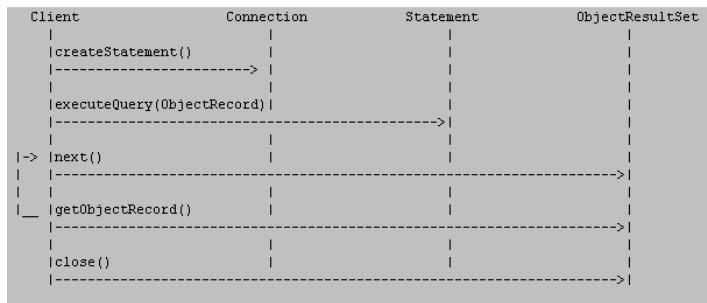 Client Connection Statement ObjectResultSet
createStatement()
executeQuery(ObjectRecord)
next()
getObjectRecord()
close()